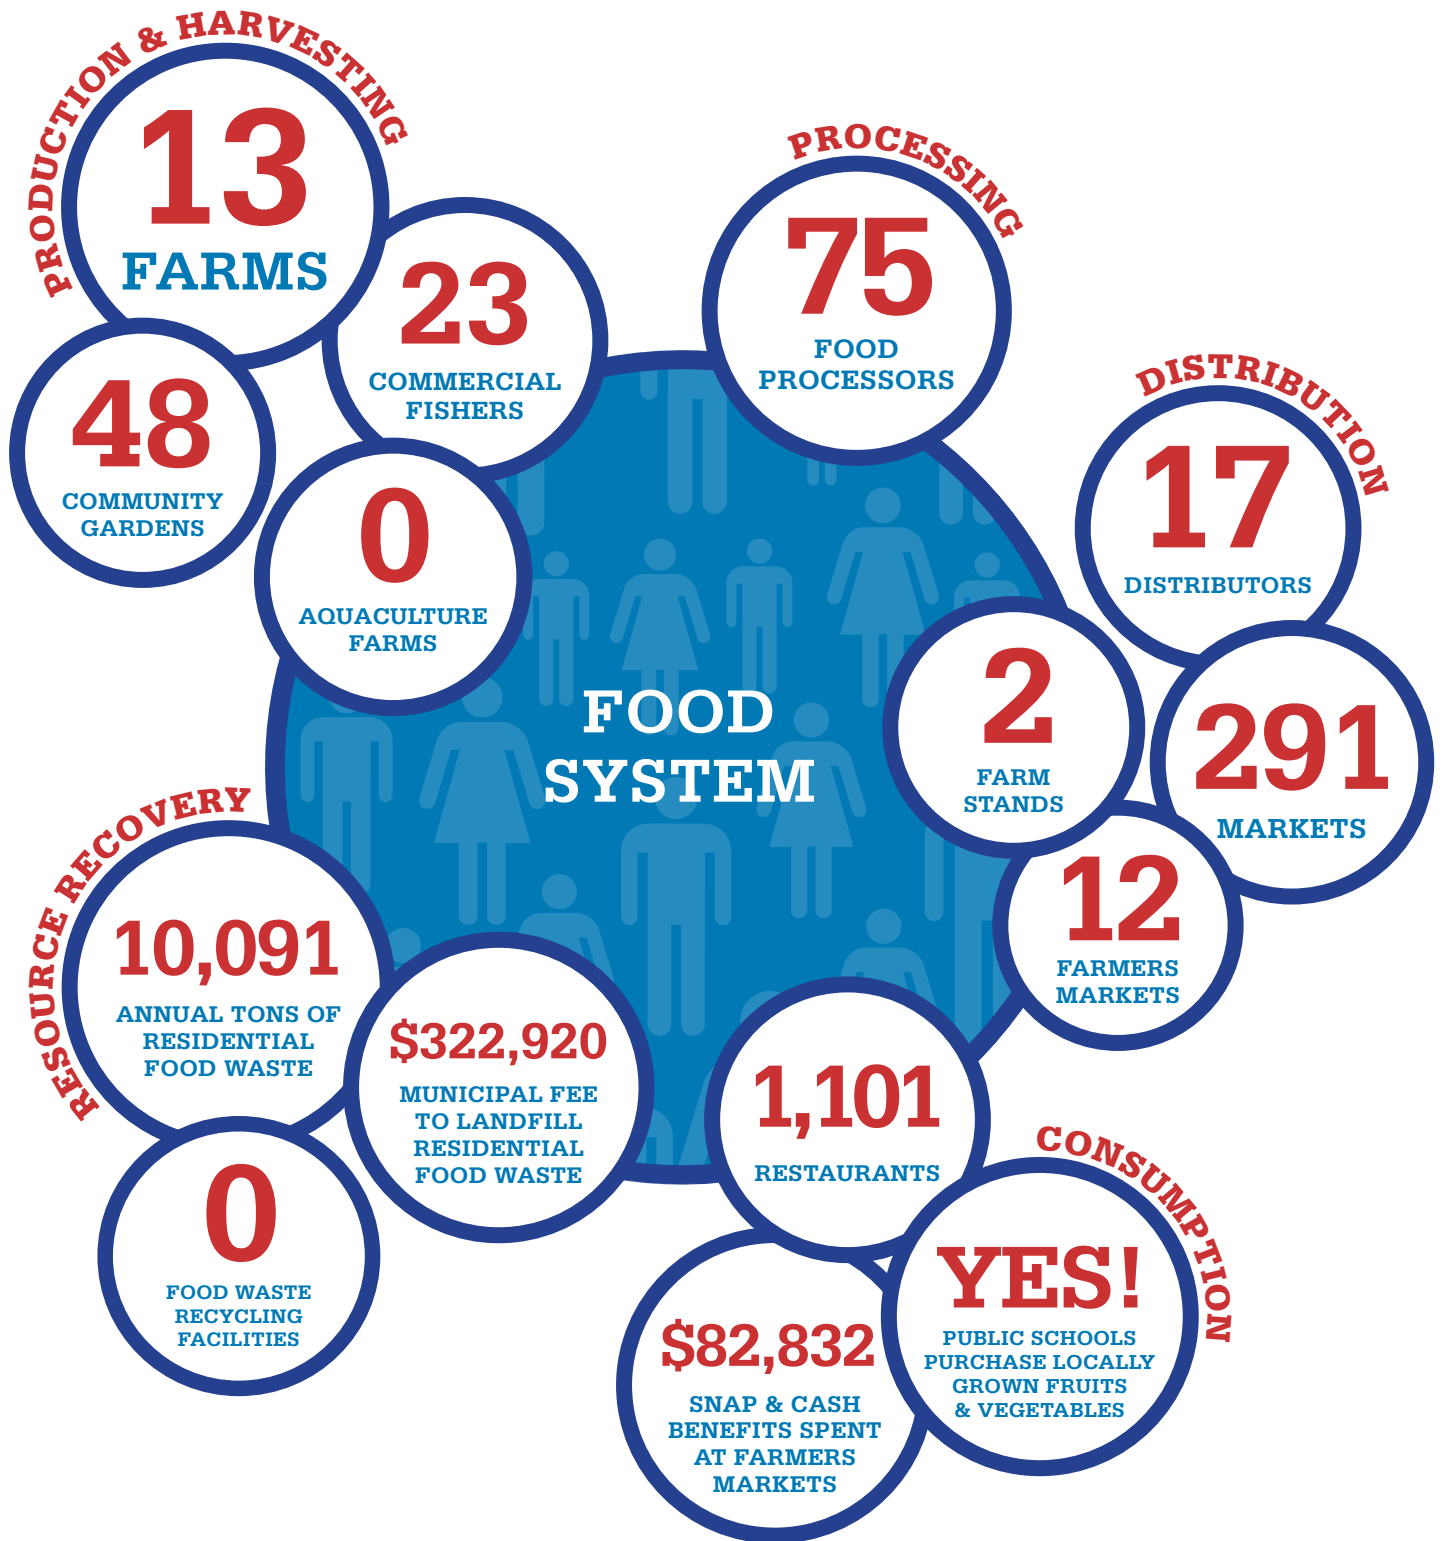 PRODUCTION & HARVESTING
13
FARMS
23
COMMERCIAL
FISHERS
48
COMMUNITY
GARDENS
0
AQUACULTURE
FARMS
PROCESSING
75
FOOD
PROCESSORS
DISTRIBUTION
17
DISTRIBUTORS
2
FARM
STANDS
291
MARKETS
12
FARMERS
MARKETS
FOOD
SYSTEM
RESOURCE RECOVERY
10,091
ANNUAL TONS OF
RESIDENTIAL
FOOD WASTE
$322,920
MUNICIPAL FEE
TO LANDFILL
RESIDENTIAL
FOOD WASTE
0
FOOD WASTE
RECYCLING
FACILITIES
CONSUMPTION
1,101
RESTAURANTS
YES!
PUBLIC SCHOOLS
PURCHASE LOCALLY
GROWN FRUITS
& VEGETABLES
$82,832
SNAP & CASH
BENEFITS SPENT
AT FARMERS
MARKETS